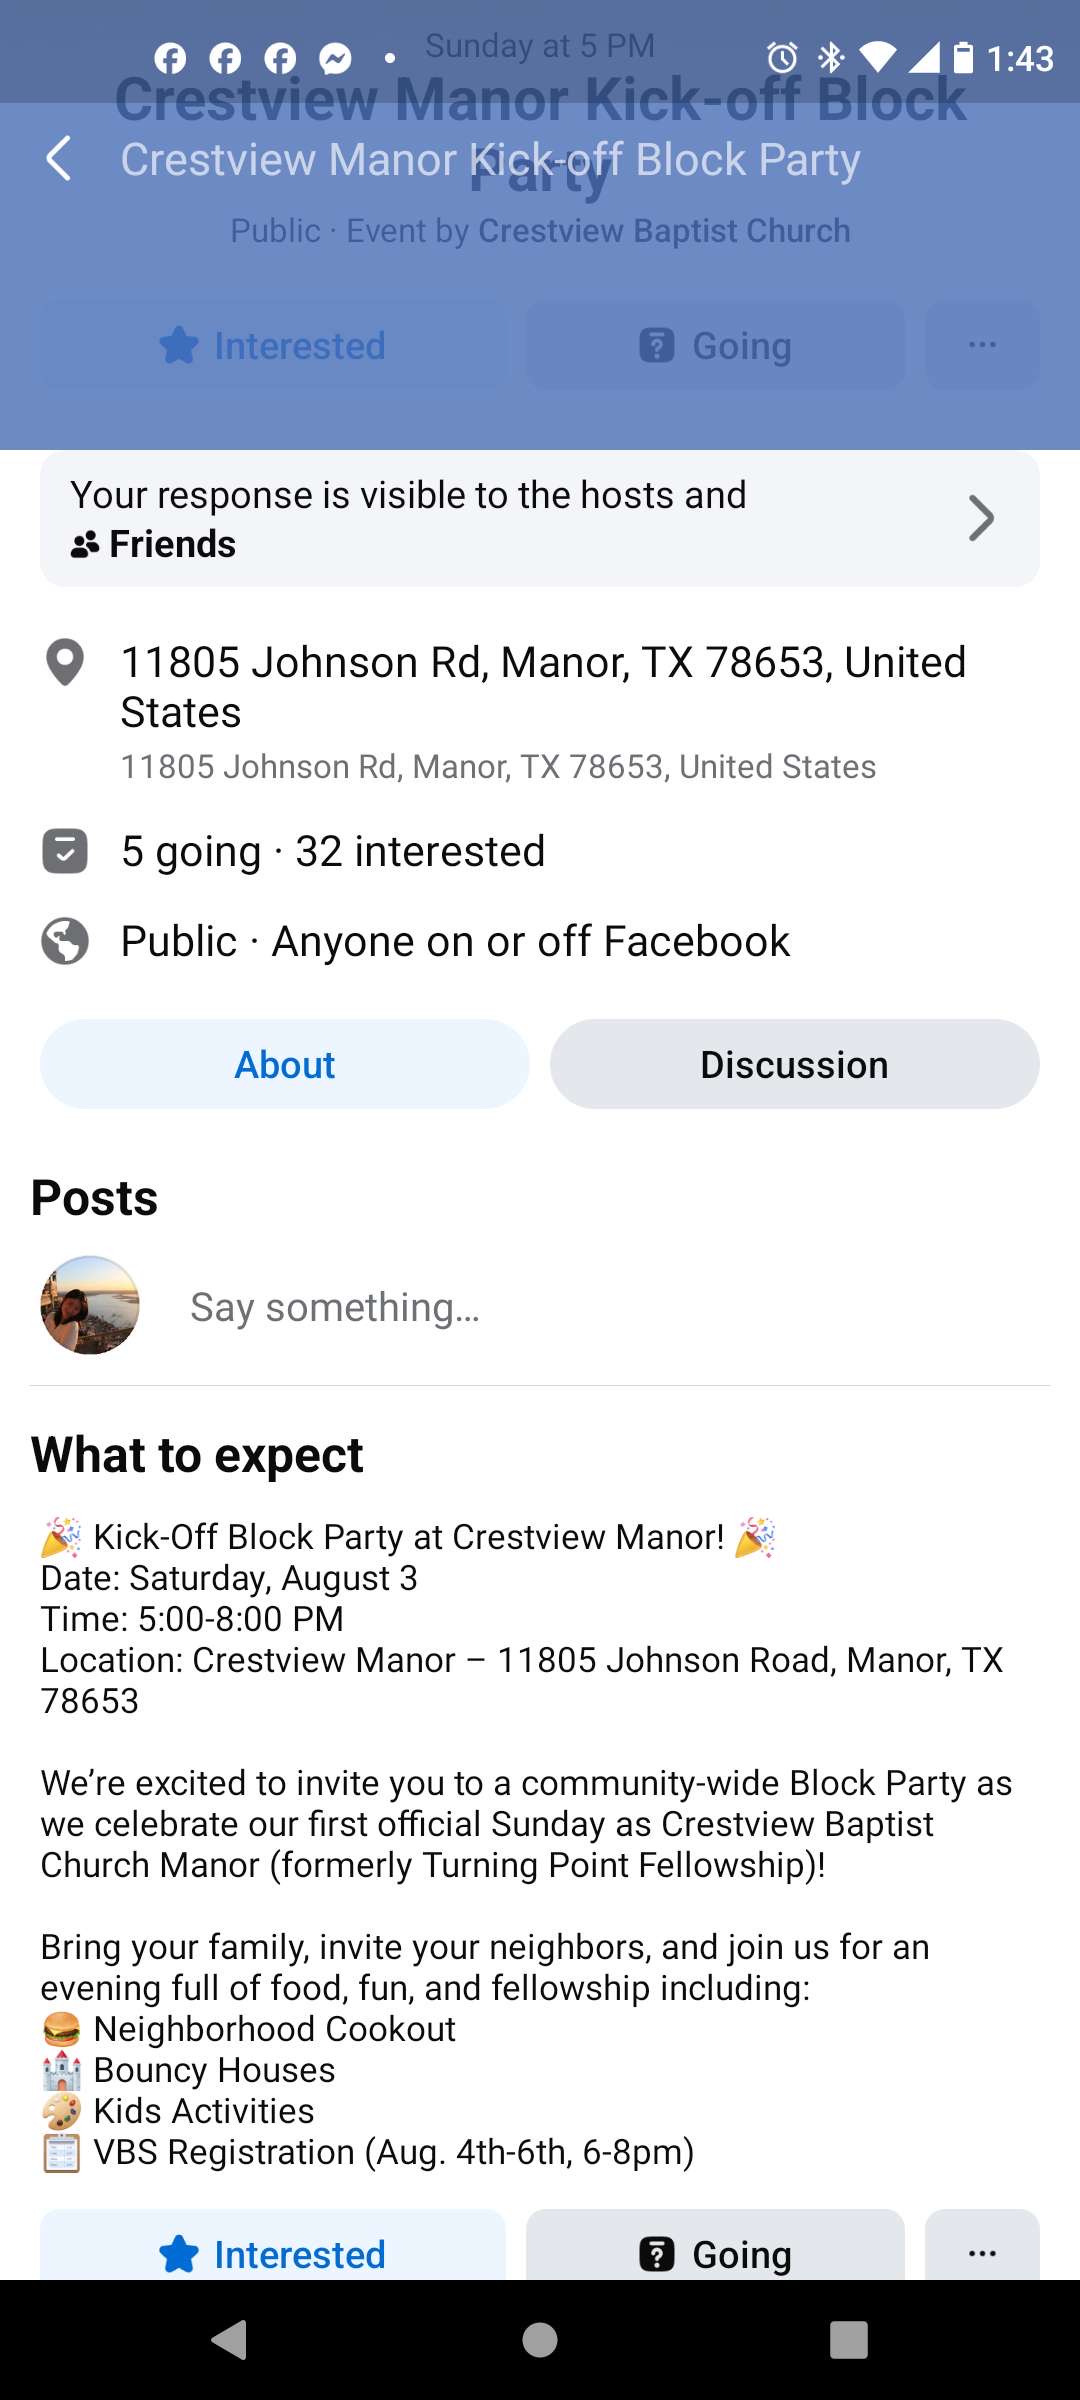 Sunday at 5 PM
1:43
Crestview Manor Kick-off Block
Party
Crestview Manor Kick-off Block Party
Public · Event by Crestview Baptist Church
Interested
Going
Your response is visible to the hosts and
Friends
11805 Johnson Rd, Manor, TX 78653, United
States
11805 Johnson Rd, Manor, TX 78653, United States
5 going · 32 interested
Public · Anyone on or off Facebook
About
Discussion
Posts
Say something...
What to expect
🎉 Kick-Off Block Party at Crestview Manor! 🎉
Date: Saturday, August 3
Time: 5:00-8:00 PM
Location: Crestview Manor – 11805 Johnson Road, Manor, TX
78653
We’re excited to invite you to a community-wide Block Party as
we celebrate our first official Sunday as Crestview Baptist
Church Manor (formerly Turning Point Fellowship)!
Bring your family, invite your neighbors, and join us for an
evening full of food, fun, and fellowship including:
🍔 Neighborhood Cookout
🏰 Bouncy Houses
🎨 Kids Activities
📋 VBS Registration (Aug. 4th-6th, 6-8pm)
Interested
Going